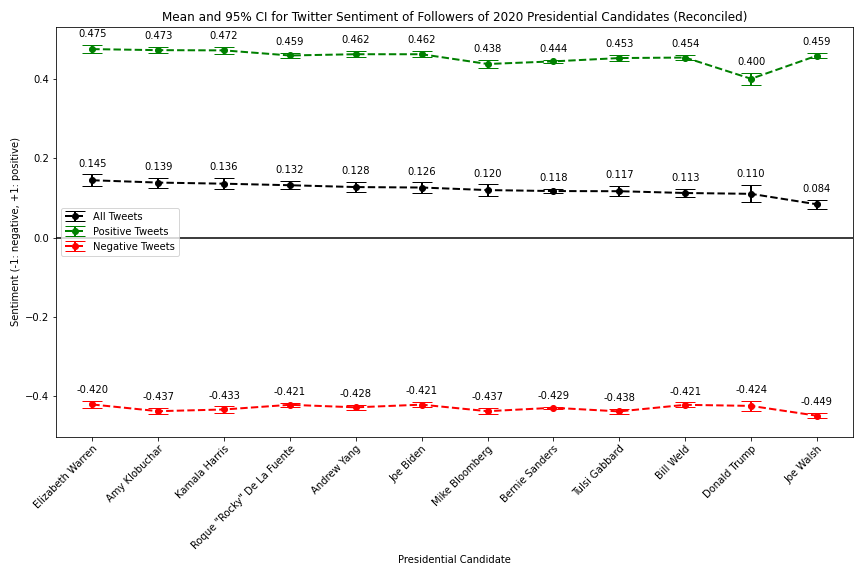 Mean and 95% CI for Twitter Sentiment of Followers of 2020 Presidential Candidates (Reconciled)
0.475 0.473 0.472 0.459 0.462 0.462 0.438 0.444 0.453 0.454 0.400 0.459
0.145 0.139 0.136 0.132 0.128 0.126 0.120 0.118 0.117 0.113 0.110 0.084
-0.420 -0.437 -0.433 -0.421 -0.428 -0.421 -0.437 -0.429 -0.438 -0.421 -0.424 -0.449
All Tweets
Positive Tweets
Negative Tweets
Sentiment (-1: negative, +1: positive)
0.4
0.2
0.0
−0.2
−0.4
Elizabeth Warren
Amy Klobuchar
Kamala Harris
Roque "Rocky" De La Fuente
Andrew Yang
Joe Biden
Mike Bloomberg
Bernie Sanders
Tulsi Gabbard
Bill Weld
Donald Trump
Joe Walsh
Presidential Candidate